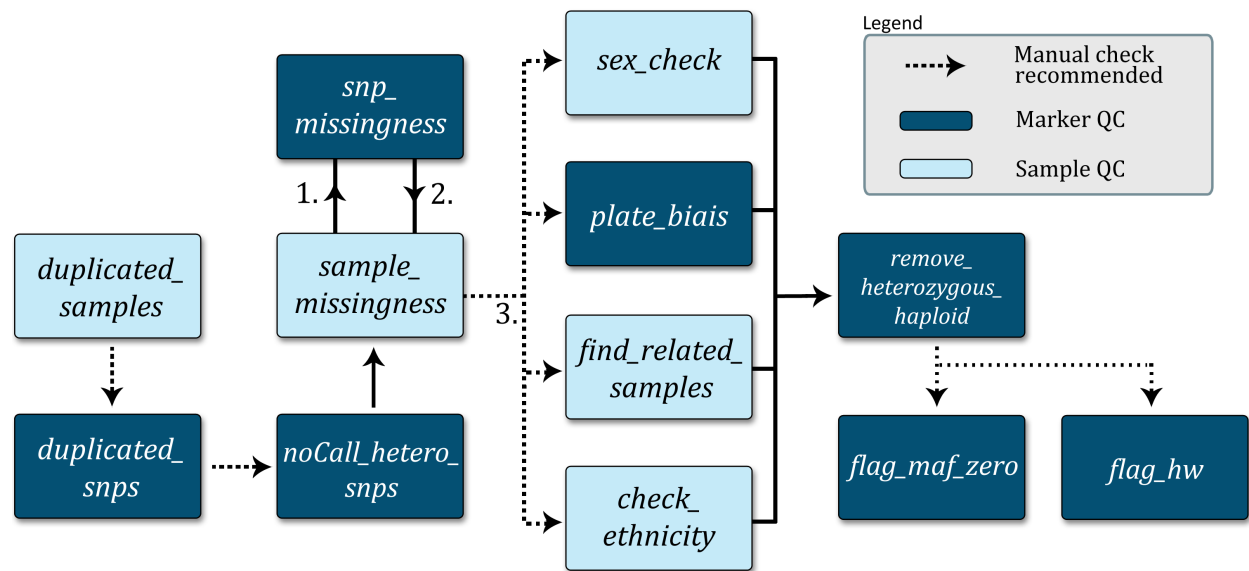 Legend
Manual check
recommended
Marker QC
Sample QC
sex_check
snp_
missingness
1.
2.
plate_biais
duplicated_
samples
sample_
missingness
3.
remove_
heterozygous_
haploid
find_related_
samples
duplicated_
snps
noCall_hetero_
snps
check_
ethnicity
flag_maf_zero
flag_hw